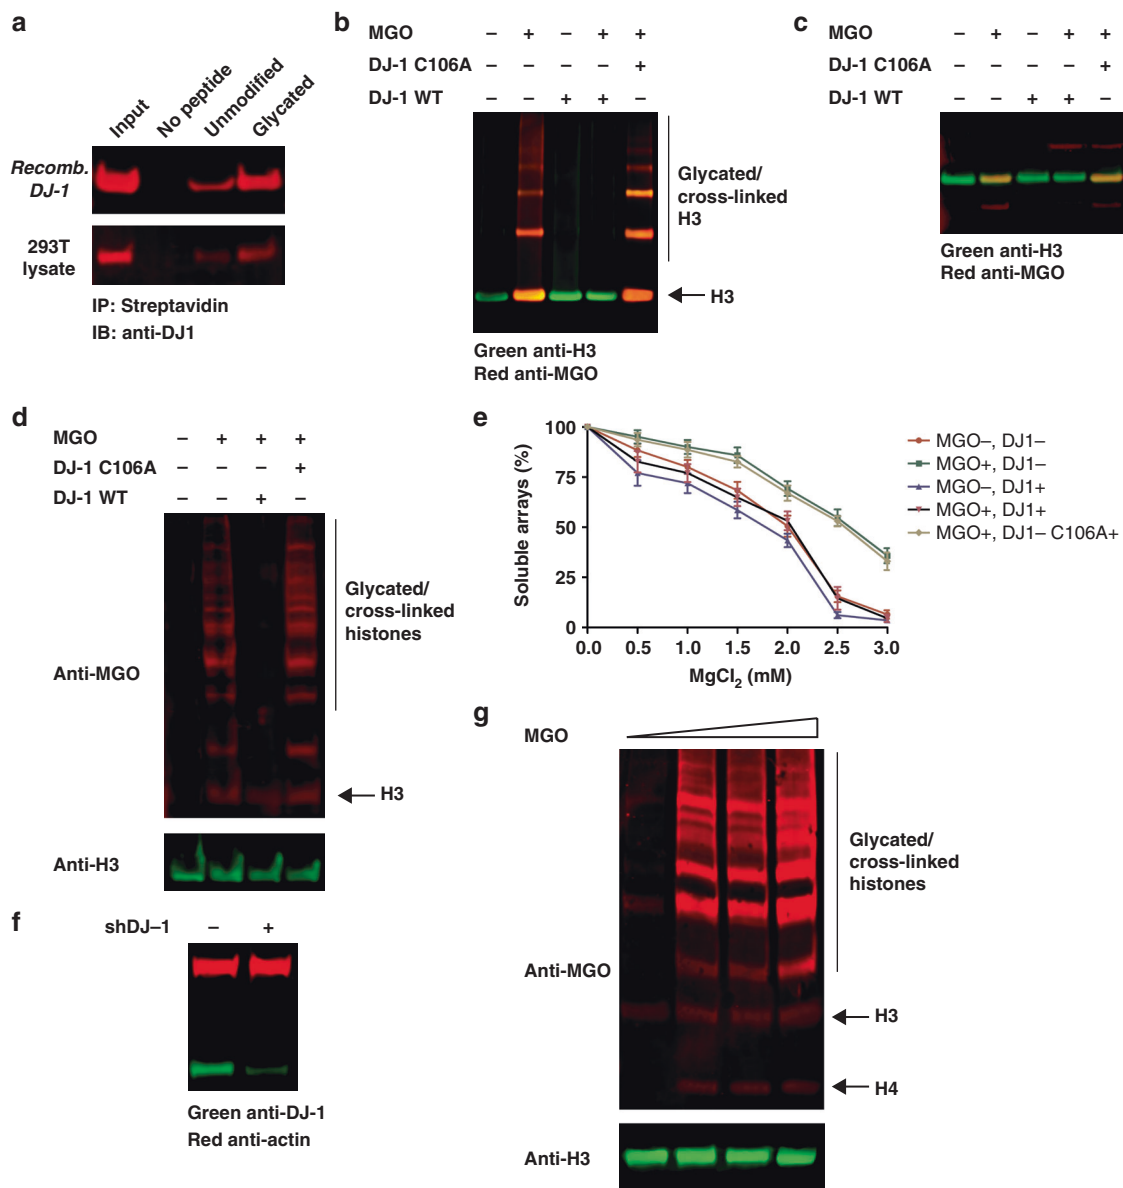 a
Input
No peptide
Unmodified
Glycated
Recomb.
DJ-1
293T
lysate
IP: Streptavidin
IB: anti-DJ1
b
MGO – + – + +
DJ-1 C106A – – – – +
DJ-1 WT – – + + –
Glycated/
cross-linked
H3
H3
Green anti-H3
Red anti-MGO
c
MGO – + – + +
DJ-1 C106A – – – – +
DJ-1 WT – – + + –
Green anti-H3
Red anti-MGO
d
MGO – + + +
DJ-1 C106A – – – +
DJ-1 WT – – + –
Anti-MGO
Glycated/
cross-linked
histones
H3
Anti-H3
e
Soluble arrays (%)
100
75
50
25
0
0.0 0.5 1.0 1.5 2.0 2.5 3.0
MgCl₂ (mM)
MGO–, DJ1–
MGO+, DJ1–
MGO–, DJ1+
MGO+, DJ1+
MGO+, DJ1– C106A+
f
shDJ–1 – +
Green anti-DJ-1
Red anti-actin
g
MGO
Anti-MGO
Glycated/
cross-linked
histones
H3
H4
Anti-H3